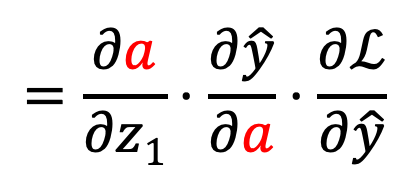 = ∂a/∂z₁ · ∂ŷ/∂a · ∂ℒ/∂ŷ